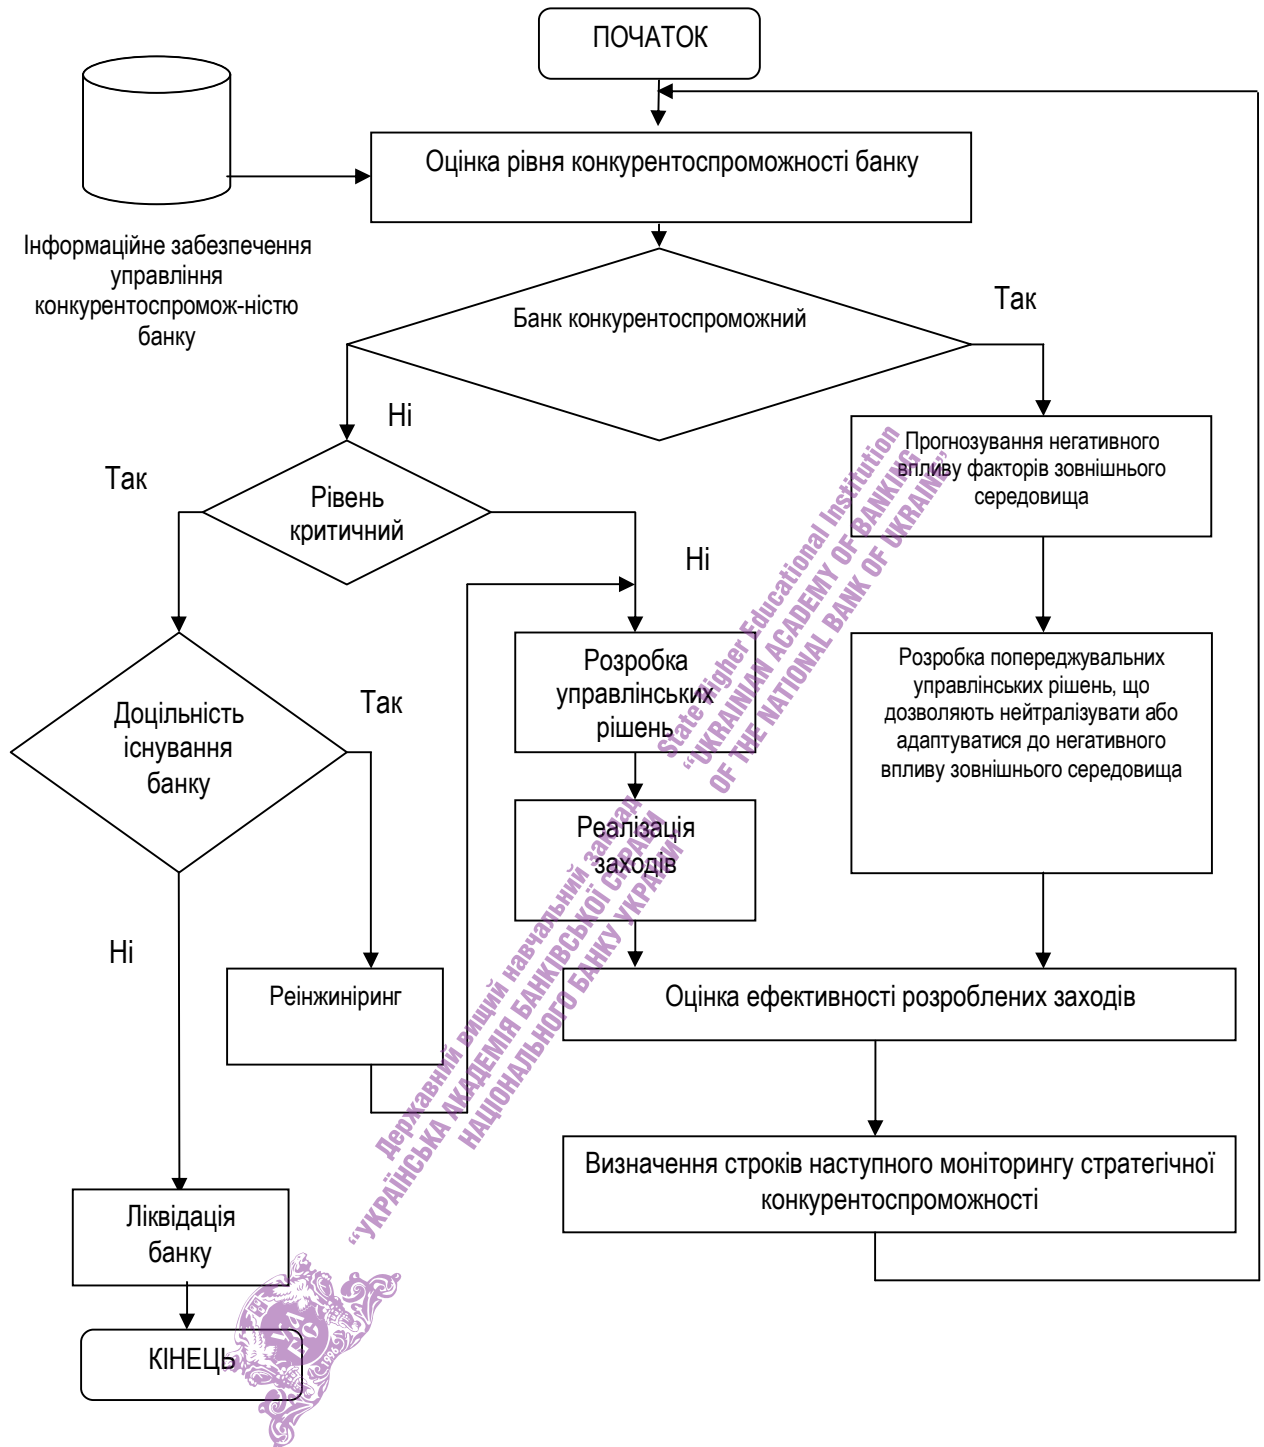 ПОЧАТОК
Оцінка рівня конкурентоспроможності банку
Інформаційне забезпечення
управління
конкурентоспромож-ністю
банку
Банк конкурентоспроможний
Так
Ні
Прогнозування негативного
впливу факторів зовнішнього
середовища
Так
Рівень
критичний
Ні
Розробка
управлінських
рішень
Розробка попереджувальних
управлінських рішень, що
дозволяють нейтралізувати або
адаптуватися до негативного
впливу зовнішнього середовища
Доцільність
існування
банку
Так
Реалізація
заходів
Ні
Реінжиніринг
Оцінка ефективності розроблених заходів
Визначення строків наступного моніторингу стратегічної
конкурентоспроможності
Ліквідація
банку
КІНЕЦЬ
State Higher Educational Institution
“UKRAINIAN ACADEMY OF BANKING
OF THE NATIONAL BANK OF UKRAINE”
Державний вищий навчальний заклад
“УКРАЇНСЬКА АКАДЕМІЯ БАНКІВСЬКОЇ СПРАВИ
НАЦІОНАЛЬНОГО БАНКУ УКРАЇНИ”
1996